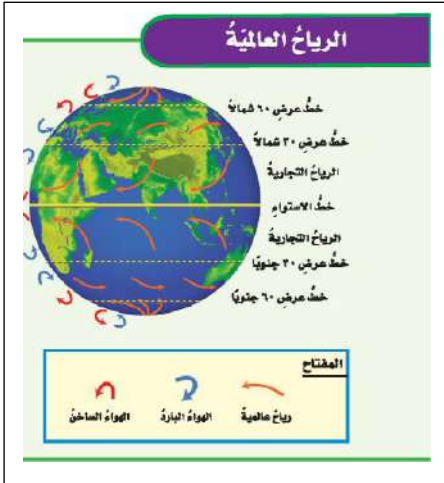 الرياحُ العالميّةُ
خطُّ عرضِ ٦٠ شمالاً
خطُّ عرضِ ٣٠ شمالاً
الرياحُ التجاريةُ
خطُّ الاستواءِ
الرياحُ التجاريةُ
خطُّ عرضِ ٣٠ جنوبًا
خطُّ عرضِ ٦٠ جنوبًا
المفتاح
رياحٌ عالميةٌ
الهواءُ الباردُ
الهواءُ الساخنُ